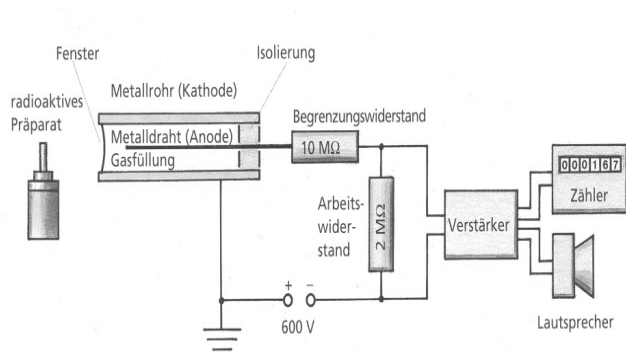 Fenster
Isolierung
Metallrohr (Kathode)
radioaktives
Präparat
Begrenzungswiderstand
Metalldraht (Anode)
Gasfüllung
10 MΩ
000167
Zähler
Arbeits-
wider-
stand
2 MΩ
Verstärker
+ –
600 V
Lautsprecher